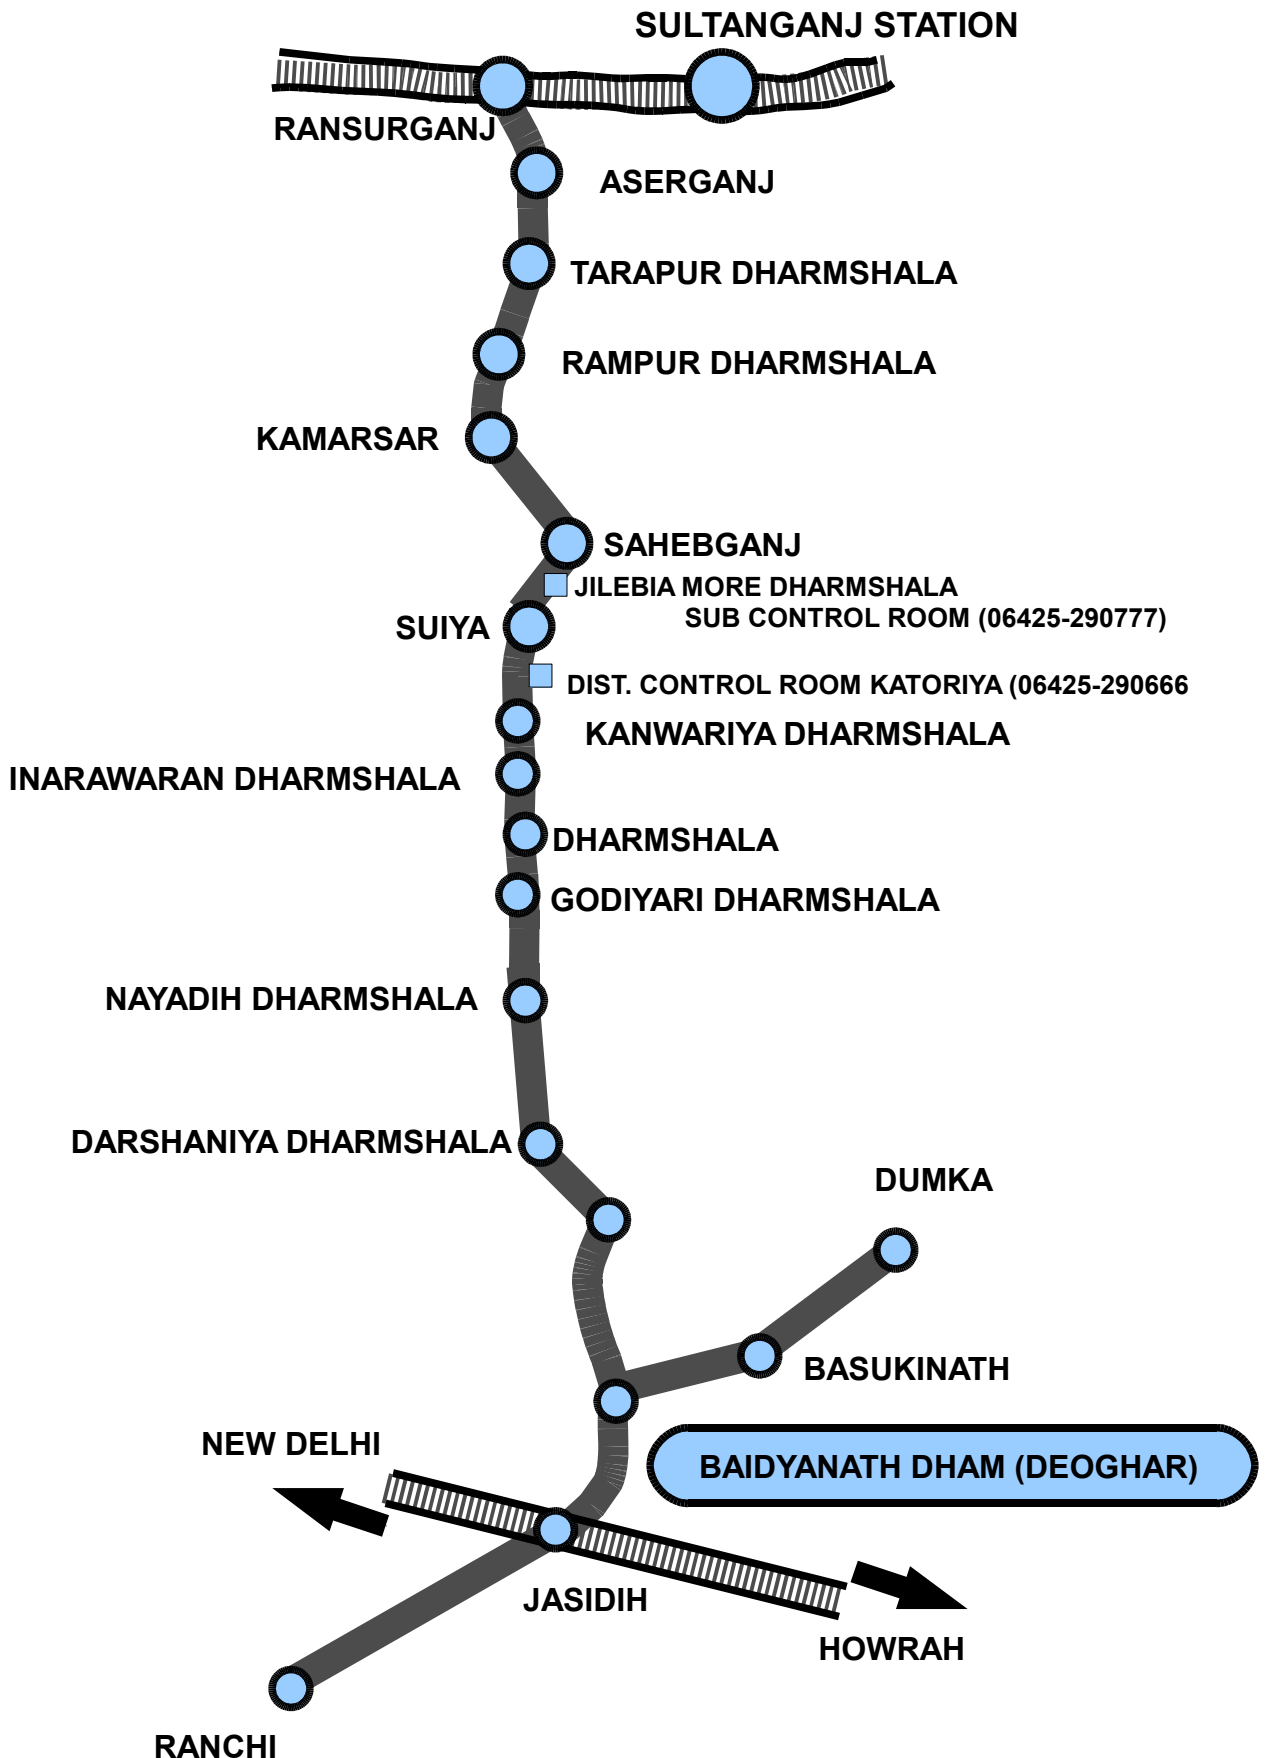 SULTANGANJ STATION
RANSURGANJ
ASERGANJ
TARAPUR DHARMSHALA
RAMPUR DHARMSHALA
KAMARSAR
SAHEBGANJ
JILEBIA MORE DHARMSHALA
SUB CONTROL ROOM (06425-290777)
SUIYA
DIST. CONTROL ROOM KATORIYA (06425-290666
KANWARIYA DHARMSHALA
INARAWARAN DHARMSHALA
DHARMSHALA
GODIYARI DHARMSHALA
NAYADIH DHARMSHALA
DARSHANIYA DHARMSHALA
DUMKA
BASUKINATH
NEW DELHI
BAIDYANATH DHAM (DEOGHAR)
JASIDIH
HOWRAH
RANCHI